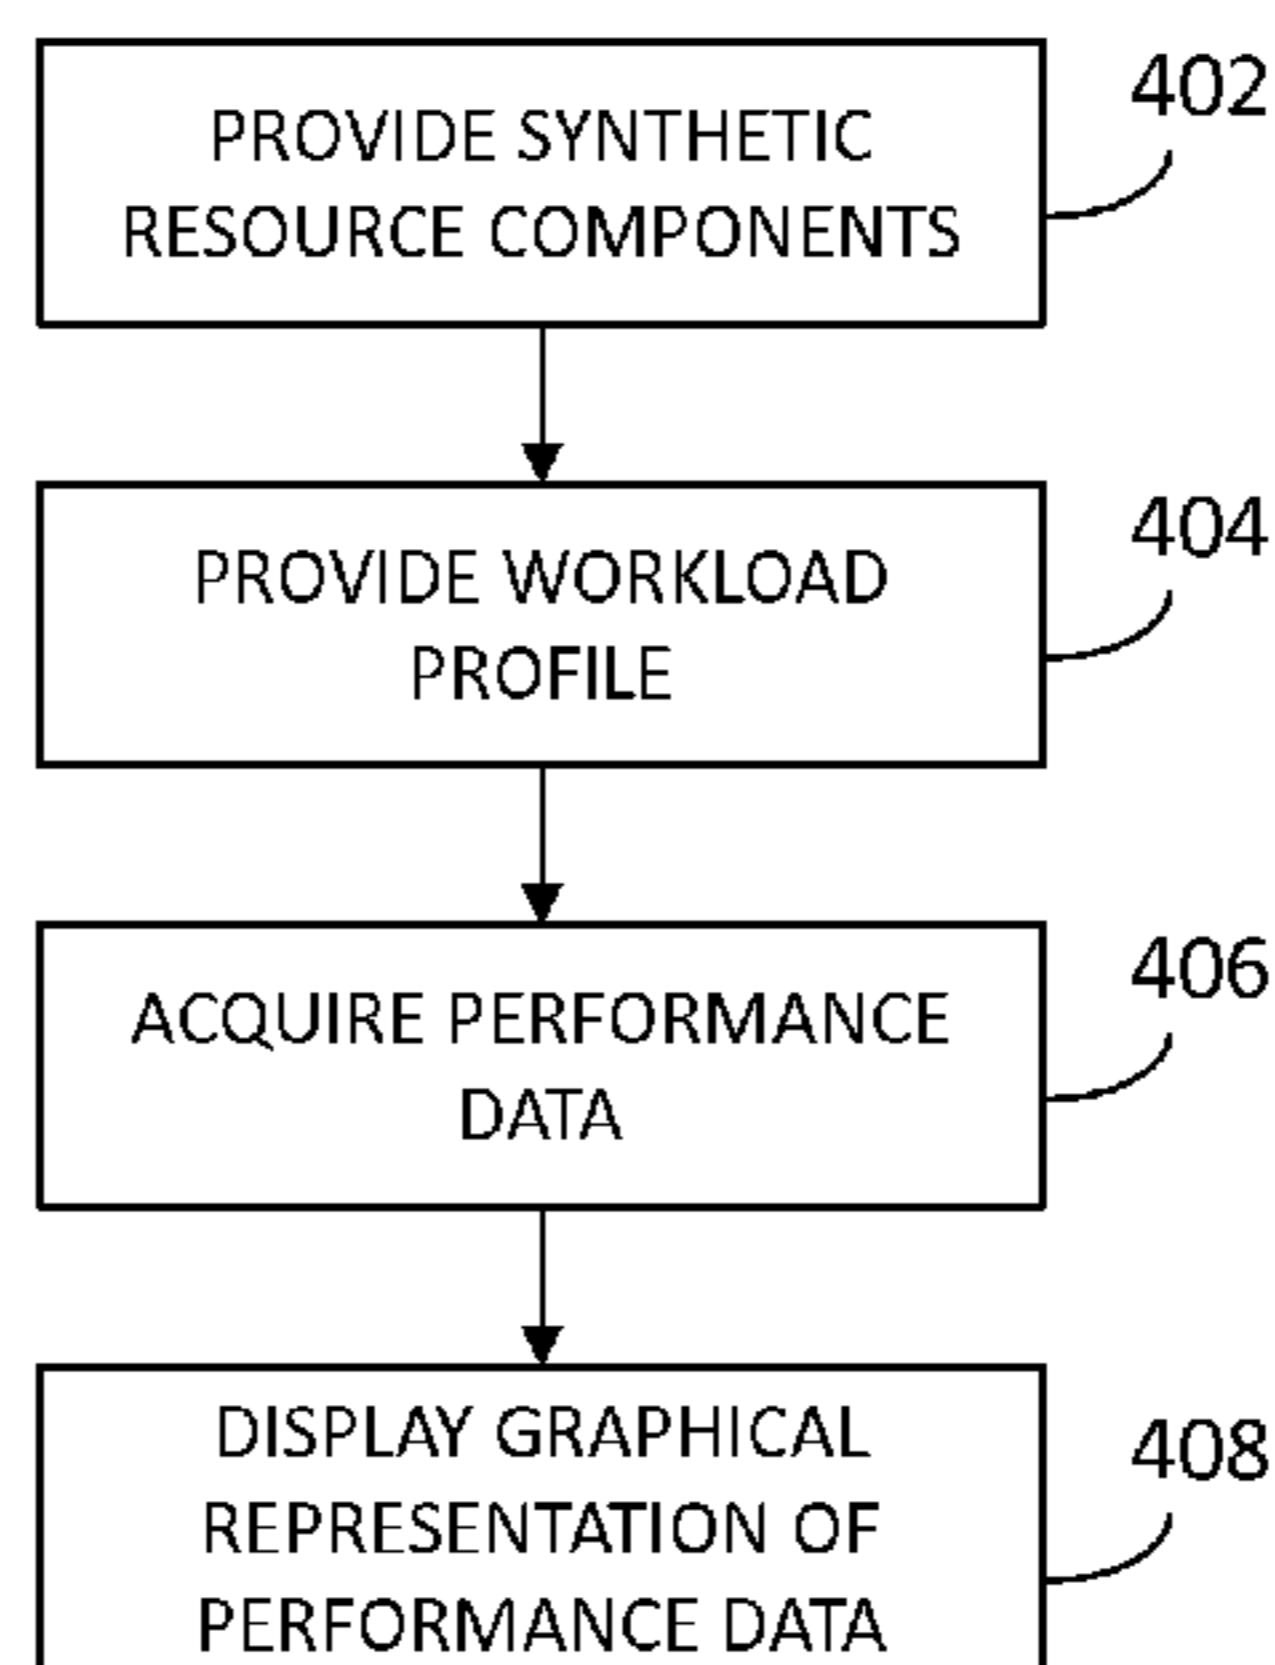 PROVIDE SYNTHETIC
RESOURCE COMPONENTS
402
PROVIDE WORKLOAD
PROFILE
404
ACQUIRE PERFORMANCE
DATA
406
DISPLAY GRAPHICAL
REPRESENTATION OF
PERFORMANCE DATA
408